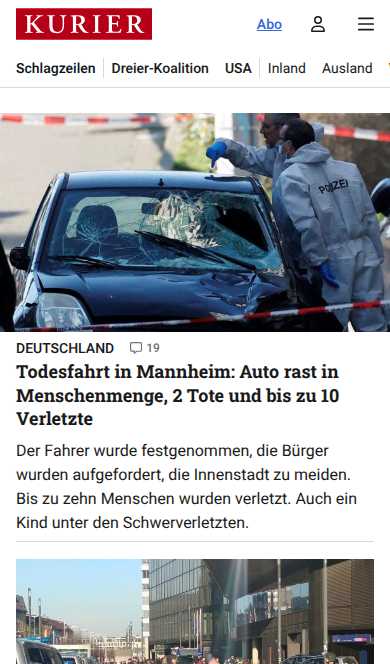 KURIER
Abo
Schlagzeilen Dreier-Koalition USA Inland Ausland
POLIZEI
DEUTSCHLAND 19
Todesfahrt in Mannheim: Auto rast in
Menschenmenge, 2 Tote und bis zu 10
Verletzte
Der Fahrer wurde festgenommen, die Bürger
wurden aufgefordert, die Innenstadt zu meiden.
Bis zu zehn Menschen wurden verletzt. Auch ein
Kind unter den Schwerverletzten.